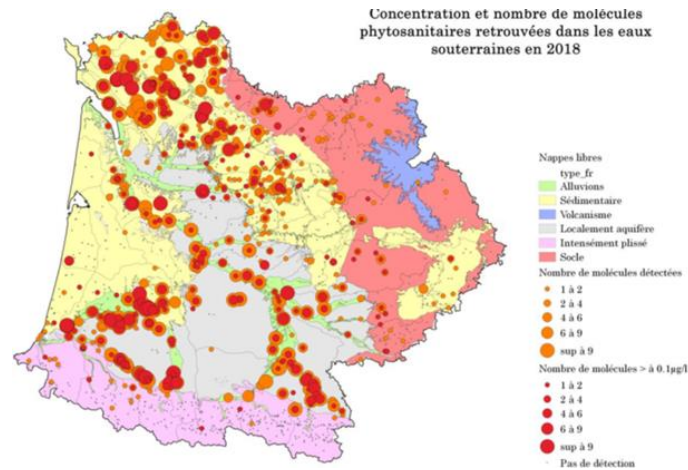 Concentration et nombre de molécules
phytosanitaires retrouvées dans les eaux
souterraines en 2018
Nappes libres
type_fr
Alluvions
Sédimentaire
Volcanisme
Localement aquifère
Intensément plissé
Socle
Nombre de molécules détectées
1 à 2
2 à 4
4 à 6
6 à 9
sup à 9
Nombre de molécules > à 0.1µg/l
1 à 2
2 à 4
4 à 6
6 à 9
sup à 9
Pas de détection